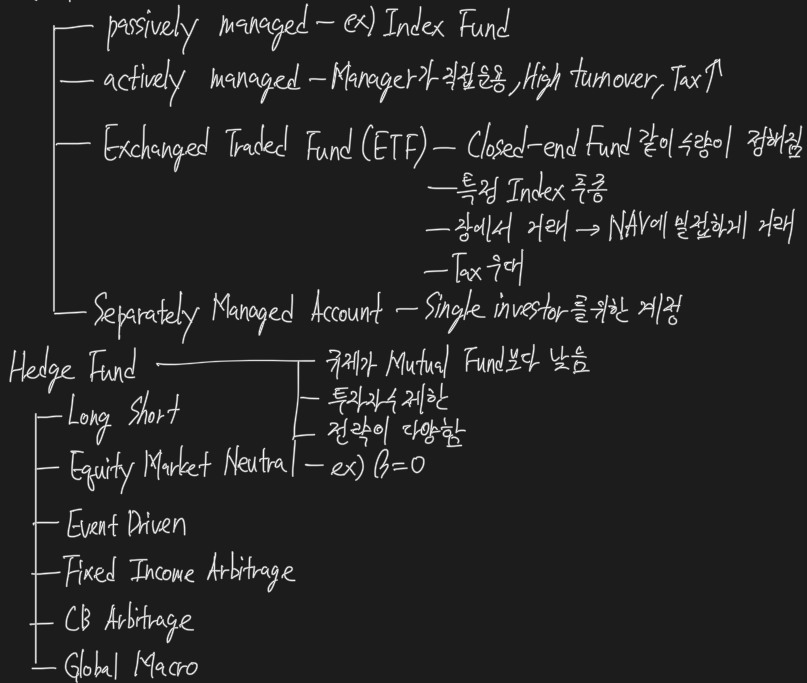 passively managed - ex) Index Fund
actively managed - Manager가 직접운용, High turnover, Tax↑
Exchanged Traded Fund (ETF) - Closed-end Fund 같이 수량이 정해짐
- 특정 Index 추종
- 장에서 거래 → NAV에 밀접하게 거래
- Tax 우대
Separately Managed Account - Single investor를위한 계정
Hedge Fund
규제가 Mutual Fund보다 낮음
투자자수 제한
전략이 다양함
Long Short
Equity Market Neutral - ex) β=0
Event Driven
Fixed Income Arbitrage
CB Arbitrage
Global Macro